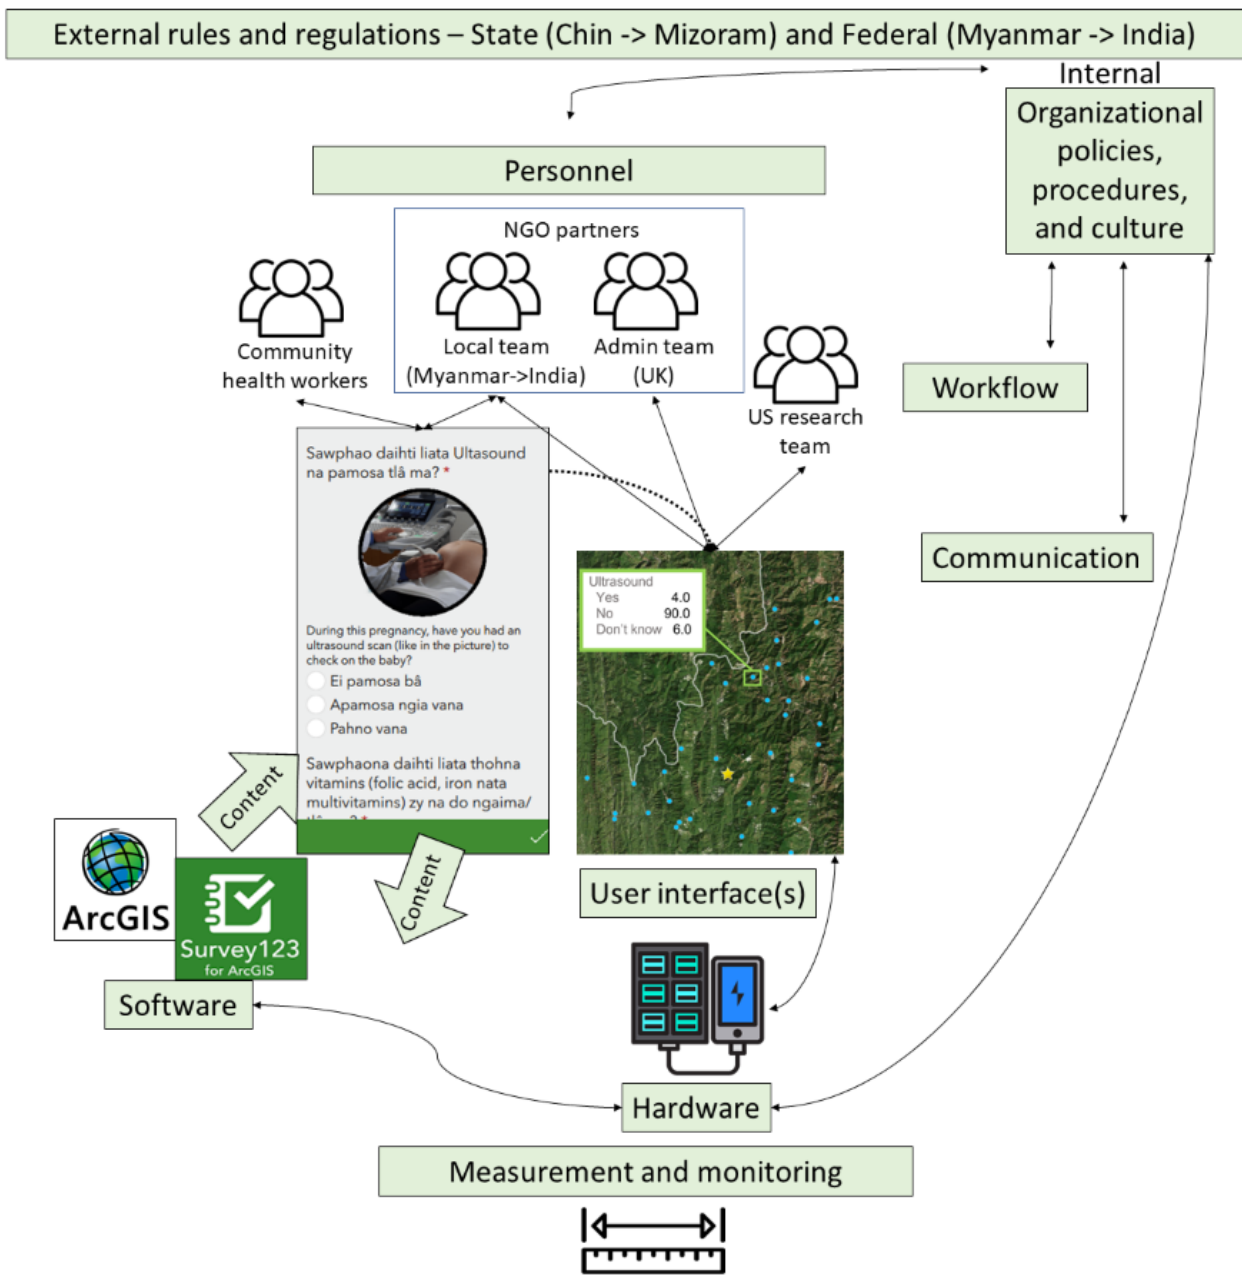 External rules and regulations – State (Chin -> Mizoram) and Federal (Myanmar -> India)
Internal
Organizational
policies,
procedures,
and culture
Personnel
NGO partners
Community
health workers
Local team
(Myanmar->India)
Admin team
(UK)
US research
team
Workflow
Communication
Sawphao daihti liata Ultasound
na pamosa tlâ ma? *
During this pregnancy, have you had an
ultrasound scan (like in the picture) to
check on the baby?
Ei pamosa bâ
Apamosa ngia vana
Pahno vana
Sawphaona daihti liata thohna
vitamins (folic acid, iron nata
multivitamins) zy na do ngaima/
Ultrasound
Yes 4.0
No 90.0
Don't know 6.0
Content
Content
ArcGIS
Survey123
for ArcGIS
Software
User interface(s)
Hardware
Measurement and monitoring